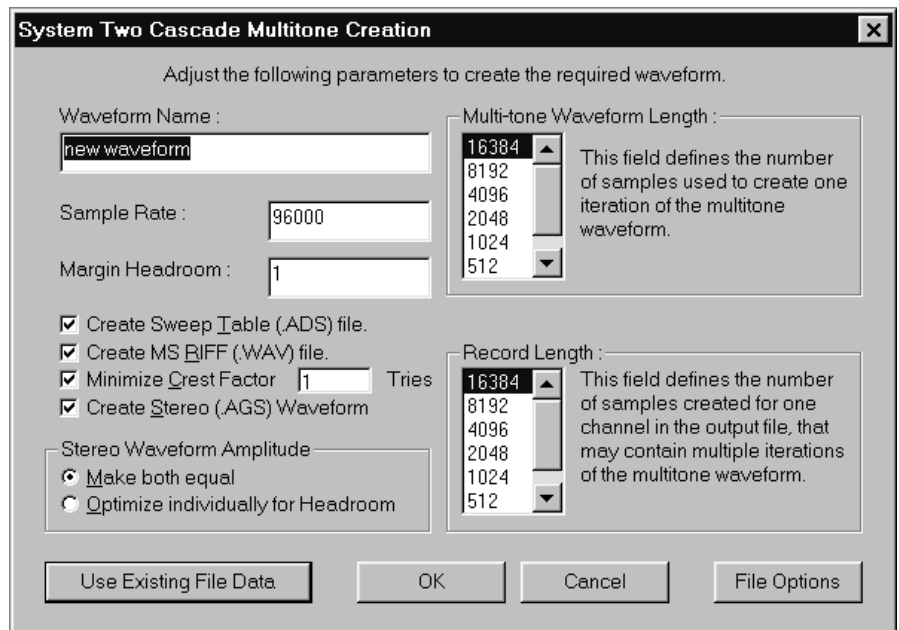 System Two Cascade Multitone Creation
Adjust the following parameters to create the required waveform.
Waveform Name :
new waveform
Sample Rate :
96000
Margin Headroom :
1
Create Sweep Table (.ADS) file.
Create MS RIFF (.WAV) file.
Minimize Crest Factor 1 Tries
Create Stereo (.AGS) Waveform
Stereo Waveform Amplitude
Make both equal
Optimize individually for Headroom
Multi-tone Waveform Length :
16384
8192
4096
2048
1024
512
This field defines the number
of samples used to create one
iteration of the multitone
waveform.
Record Length :
16384
8192
4096
2048
1024
512
This field defines the number
of samples created for one
channel in the output file, that
may contain multiple iterations
of the multitone waveform.
Use Existing File Data
OK
Cancel
File Options